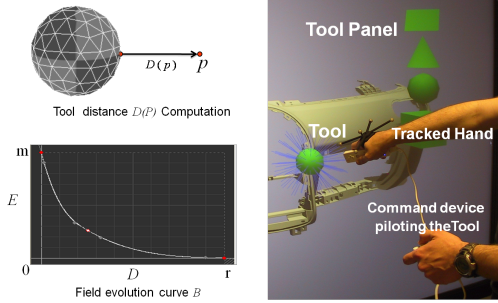 D(p)
p
Tool distance D(P) Computation
m
E
0
D
r
Field evolution curve B
Tool Panel
Tool
Tracked Hand
Command device
piloting theTool